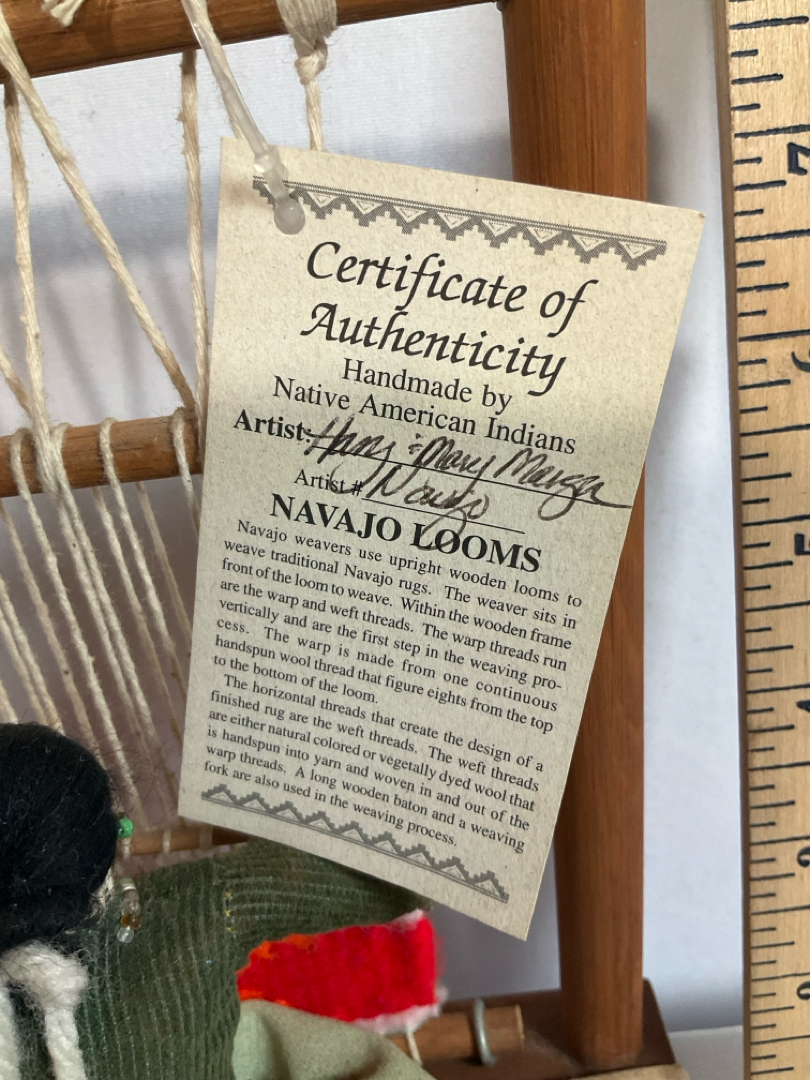 Certificate of
Authenticity
Handmade by
Native American Indians
Artist: & Mary
Artist # Navajo
NAVAJO LOOMS
Navajo weavers use upright wooden looms to
weave traditional Navajo rugs. The weaver sits in
front of the loom to weave. Within the wooden frame
are the warp and weft threads. The warp threads run
vertically and are the first step in the weaving pro-
cess. The warp is made from one continuous
handspun wool thread that figure eights from the top
to the bottom of the loom.
The horizontal threads that create the design of a
finished rug are the weft threads. The weft threads
are either natural colored or vegetally dyed wool that
is handspun into yarn and woven in and out of the
warp threads. A long wooden baton and a weaving
fork are also used in the weaving process.
7
6
5
4
3
2